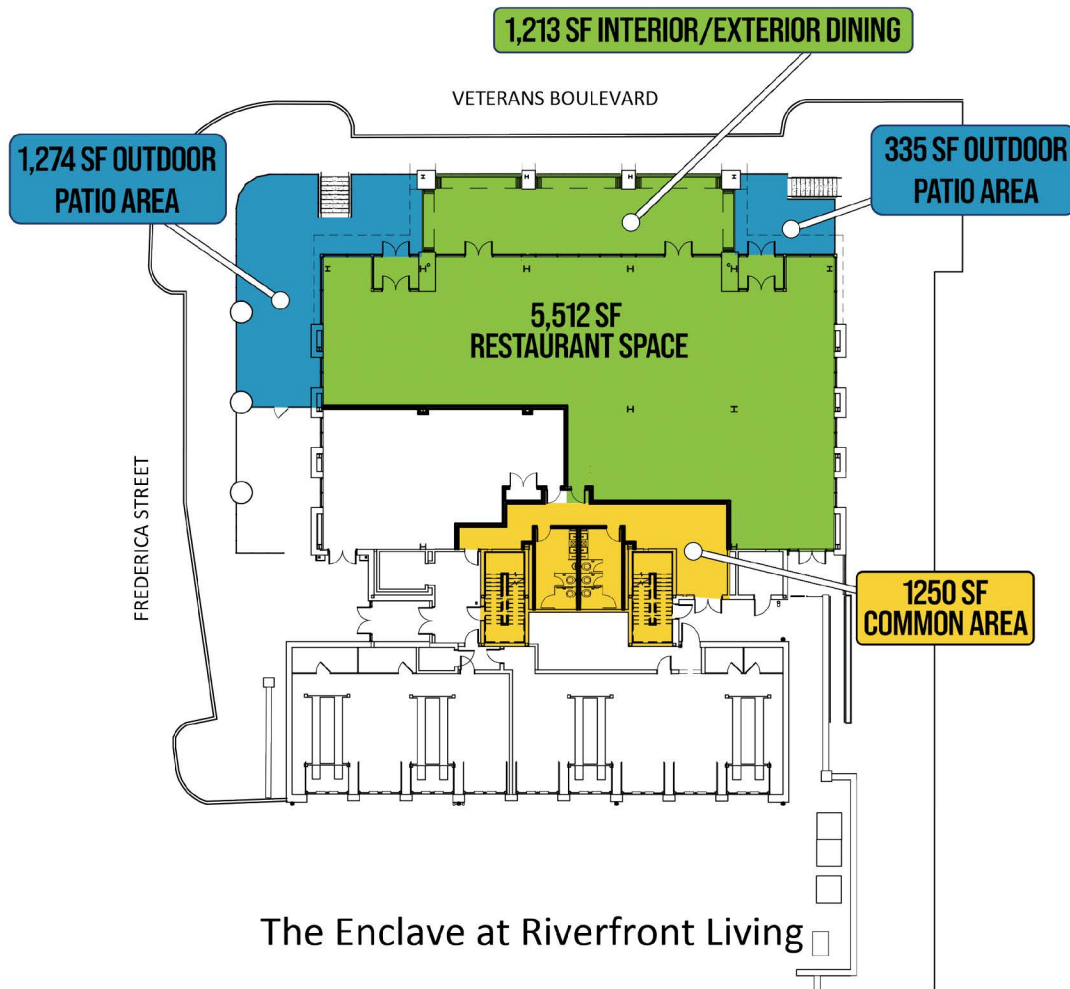 1,213 SF INTERIOR/EXTERIOR DINING
VETERANS BOULEVARD
1,274 SF OUTDOOR
PATIO AREA
335 SF OUTDOOR
PATIO AREA
5,512 SF
RESTAURANT SPACE
FREDERICA STREET
1250 SF
COMMON AREA
The Enclave at Riverfront Living